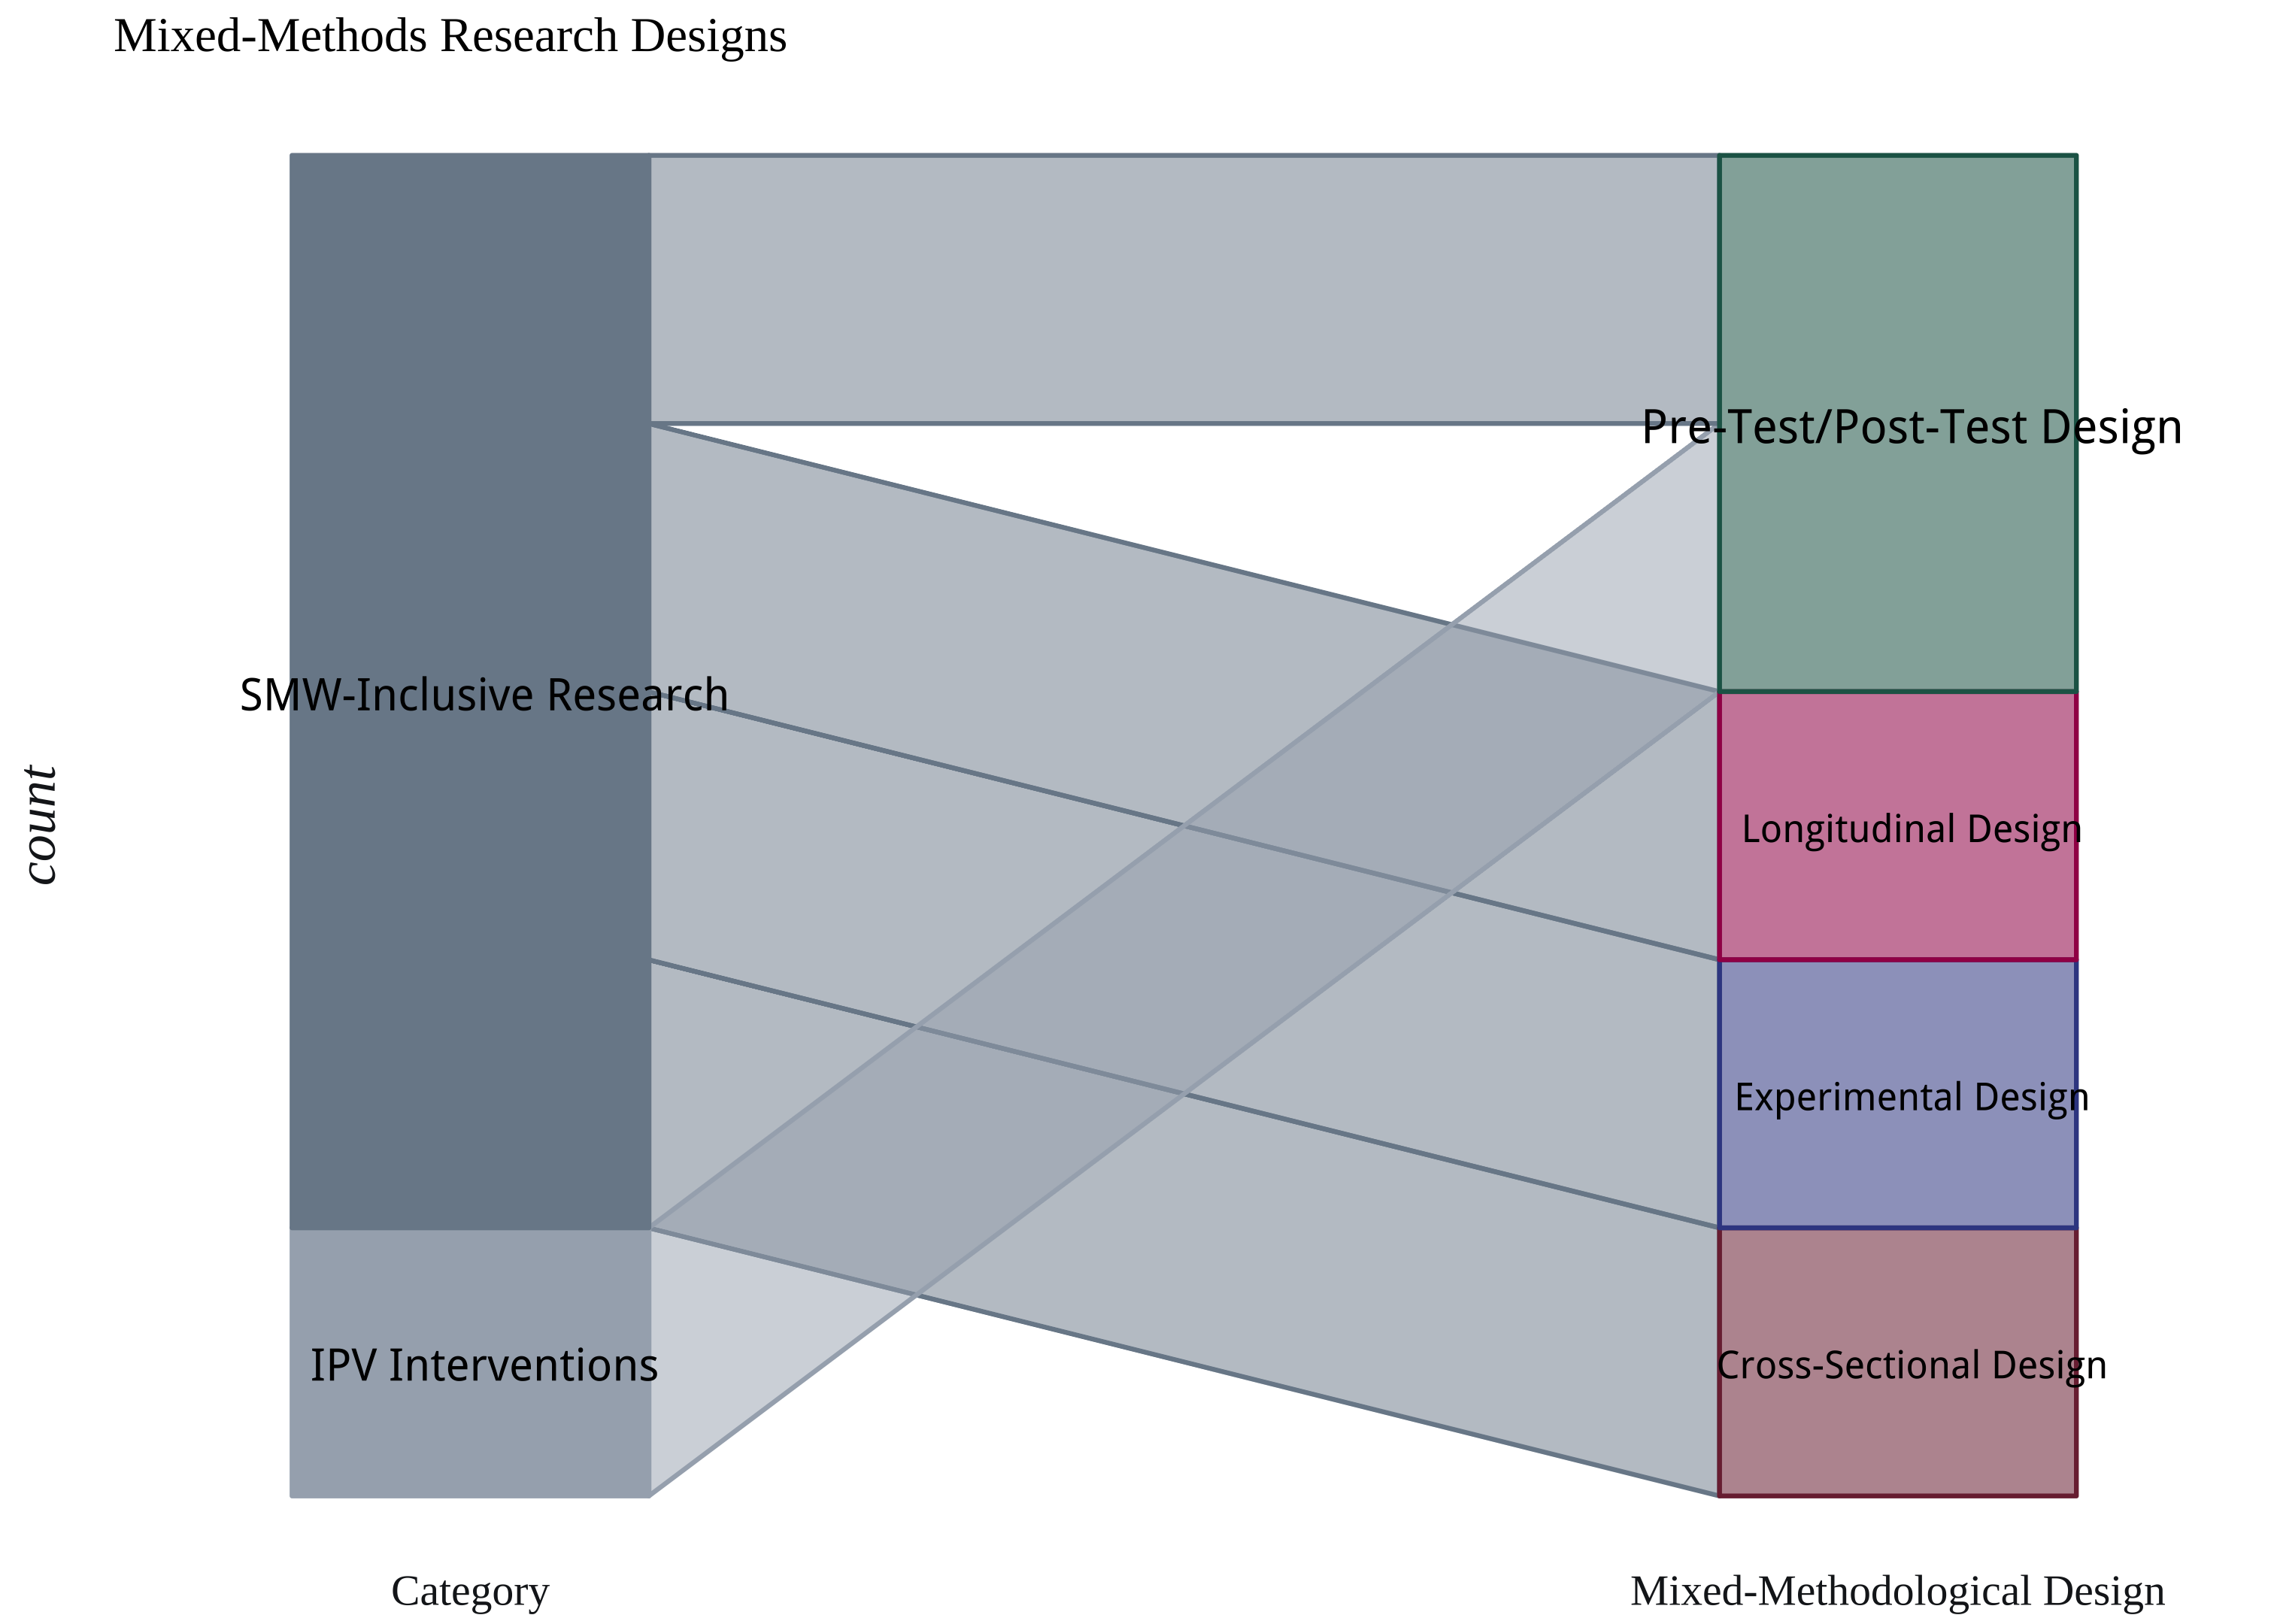 Mixed-Methods Research Designs
Pre-Test/Post-Test Design
SMW-Inclusive Research
count
Longitudinal Design
Experimental Design
IPV Interventions
Cross-Sectional Design
Category
Mixed-Methodological Design